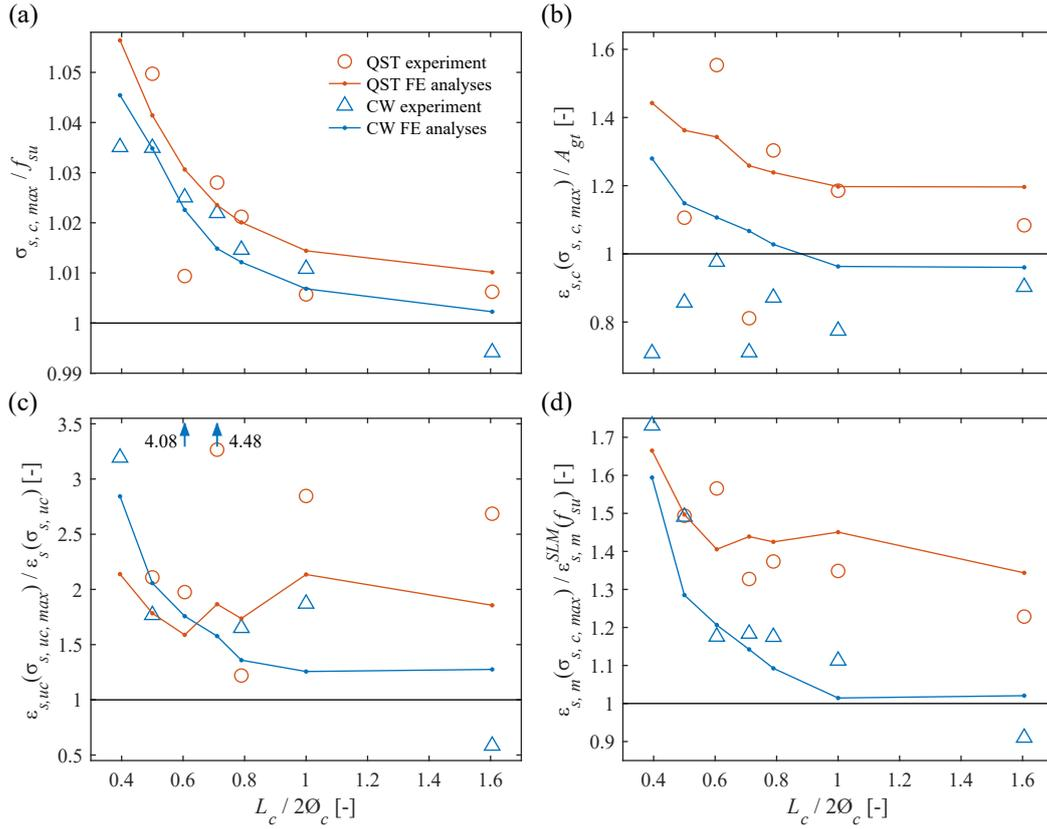 (a)
1.05
1.04
1.03
1.02
1.01
1
0.99
σs, c, max / fsu
QST experiment
QST FE analyses
CW experiment
CW FE analyses
(b)
1.6
1.4
1.2
1
0.8
εs,c(σs, c, max) / Agt [-]
(c)
3.5
3
2.5
2
1.5
1
0.5
εs,uc(σs, uc, max) / εs(σs, uc) [-]
4.08
4.48
0.4 0.6 0.8 1 1.2 1.4 1.6
Lc / 2Øc [-]
(d)
1.7
1.6
1.5
1.4
1.3
1.2
1.1
1
0.9
εs, m(σs, c, max) / εs, mSLM(fsu) [-]
0.4 0.6 0.8 1 1.2 1.4 1.6
Lc / 2Øc [-]